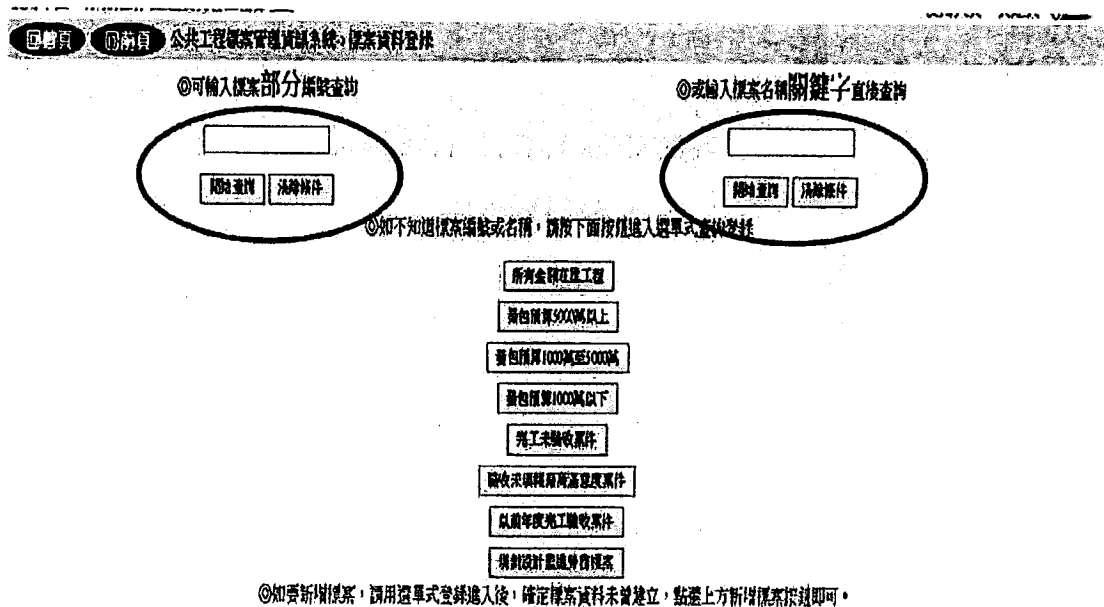 回首頁 回前頁 公共工程標案管理資訊系統>標案資料登錄
◎可輸入標案部分編號查詢
◎或輸入標案名稱關鍵字直接查詢
開始查詢 清除條件
開始查詢 清除條件
◎如不知道標案編號或名稱，請按下面按鈕進入選單式查詢登錄
所有金額在建工程
發包預算5000萬以上
發包預算1000萬至5000萬
發包預算1000萬以下
完工未驗收案件
驗收未填報廠商滿意度案件
以前年度完工驗收案件
規劃設計監造勞務標案
◎如要新增標案，請用選單式登錄進入後，確定標案資料未曾建立，點選上方新增標案按鈕即可。